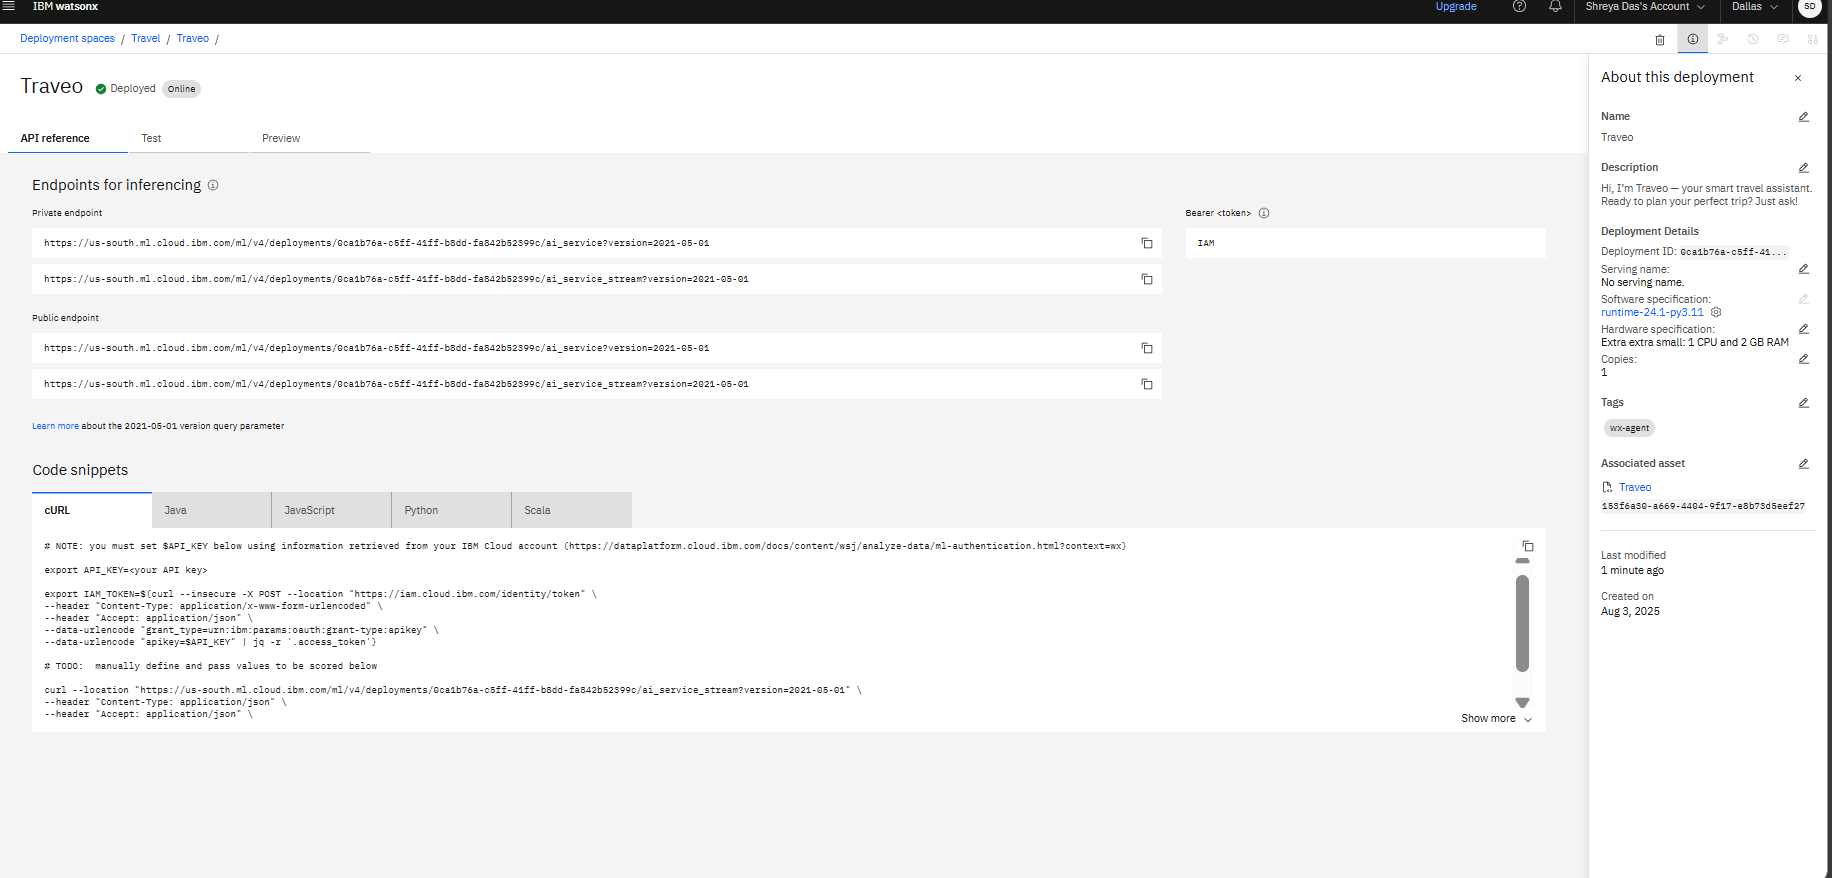 IBM watsonx
Upgrade
Shreya Das's Account
Dallas
SD
Deployment spaces / Travel / Traveo /
Traveo
Deployed
Online
API reference
Test
Preview
Endpoints for inferencing
Private endpoint
https://us-south.ml.cloud.ibm.com/ml/v4/deployments/0ca1b76a-c5ff-41ff-b8dd-fa842b52399c/ai_service?version=2021-05-01
https://us-south.ml.cloud.ibm.com/ml/v4/deployments/0ca1b76a-c5ff-41ff-b8dd-fa842b52399c/ai_service_stream?version=2021-05-01
Bearer <token>
IAM
Public endpoint
https://us-south.ml.cloud.ibm.com/ml/v4/deployments/0ca1b76a-c5ff-41ff-b8dd-fa842b52399c/ai_service?version=2021-05-01
https://us-south.ml.cloud.ibm.com/ml/v4/deployments/0ca1b76a-c5ff-41ff-b8dd-fa842b52399c/ai_service_stream?version=2021-05-01
Learn more about the 2021-05-01 version query parameter
Code snippets
cURL
Java
JavaScript
Python
Scala
# NOTE: you must set $API_KEY below using information retrieved from your IBM Cloud account (https://dataplatform.cloud.ibm.com/docs/content/wsj/analyze-data/ml-authentication.html?context=wx)
export API_KEY=<your API key>
export IAM_TOKEN=$(curl --insecure -X POST --location "https://iam.cloud.ibm.com/identity/token" \
--header "Content-Type: application/x-www-form-urlencoded" \
--header "Accept: application/json" \
--data-urlencode "grant_type=urn:ibm:params:oauth:grant-type:apikey" \
--data-urlencode "apikey=$API_KEY" | jq -r '.access_token')
# TODO:  manually define and pass values to be scored below
curl --location "https://us-south.ml.cloud.ibm.com/ml/v4/deployments/0ca1b76a-c5ff-41ff-b8dd-fa842b52399c/ai_service_stream?version=2021-05-01" \
--header "Content-Type: application/json" \
--header "Accept: application/json" \
Show more
About this deployment
Name
Traveo
Description
Hi, I'm Traveo — your smart travel assistant.
Ready to plan your perfect trip? Just ask!
Deployment Details
Deployment ID: 0ca1b76a-c5ff-41...
Serving name:
No serving name.
Software specification:
runtime-24.1-py3.11
Hardware specification:
Extra extra small: 1 CPU and 2 GB RAM
Copies:
1
Tags
wx-agent
Associated asset
Traveo
153f6a30-a669-4404-9f17-e8b73d5eef27
Last modified
1 minute ago
Created on
Aug 3, 2025